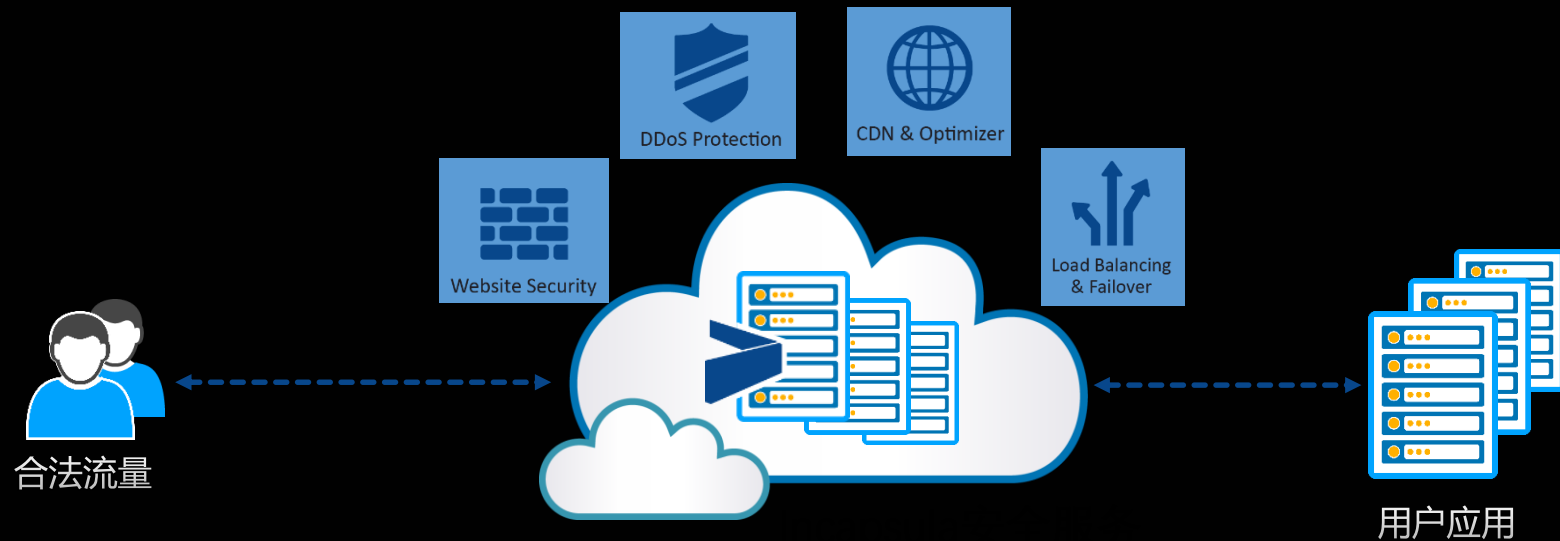 DDoS Protection
CDN & Optimizer
Website Security
Load Balancing
& Failover
合法流量
用户应用